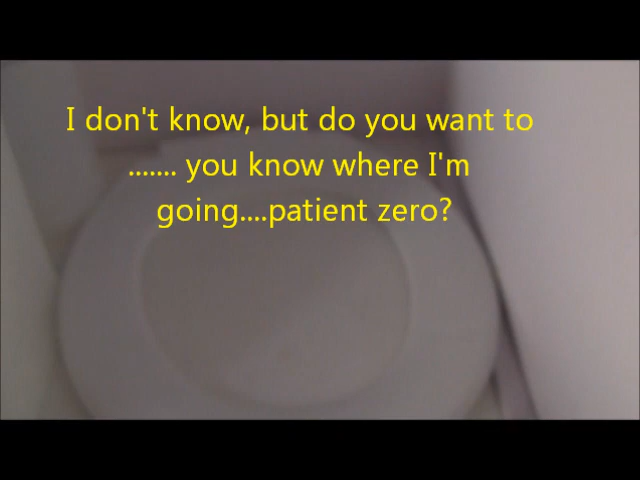 I don't know, but do you want to
....... you know where I'm
going....patient zero?